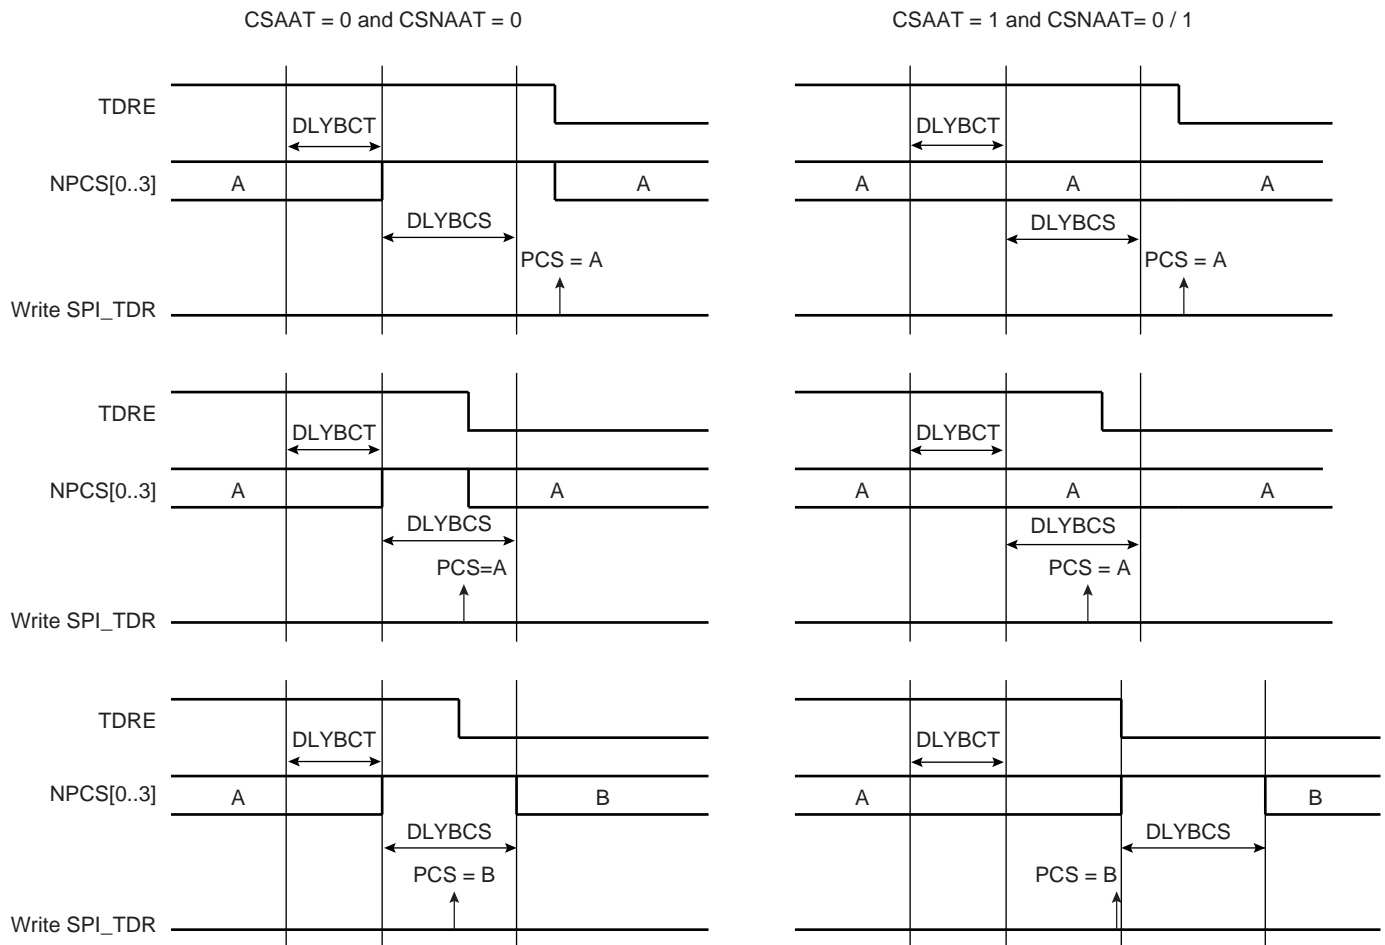 CSAAT = 0 and CSNAAT = 0
CSAAT = 1 and CSNAAT= 0 / 1
TDRE
DLYBCT
DLYBCT
NPCS[0..3]
A
A
A
A
A
DLYBCS
DLYBCS
PCS = A
PCS = A
Write SPI_TDR
TDRE
DLYBCT
DLYBCT
NPCS[0..3]
A
A
A
A
A
DLYBCS
DLYBCS
PCS=A
PCS = A
Write SPI_TDR
TDRE
DLYBCT
DLYBCT
NPCS[0..3]
A
B
A
B
DLYBCS
DLYBCS
PCS = B
PCS = B
Write SPI_TDR